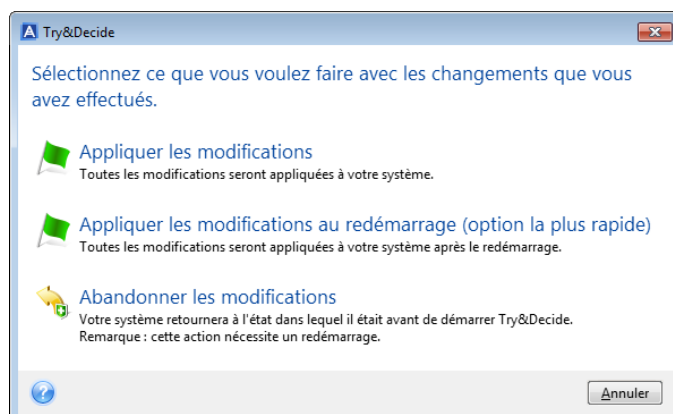 Try&Decide
Sélectionnez ce que vous voulez faire avec les changements que vous
avez effectués.
Appliquer les modifications
Toutes les modifications seront appliquées à votre système.
Appliquer les modifications au redémarrage (option la plus rapide)
Toutes les modifications seront appliquées à votre système après le redémarrage.
Abandonner les modifications
Votre système retournera à l'état dans lequel il était avant de démarrer Try&Decide.
Remarque : cette action nécessite un redémarrage.
Annuler